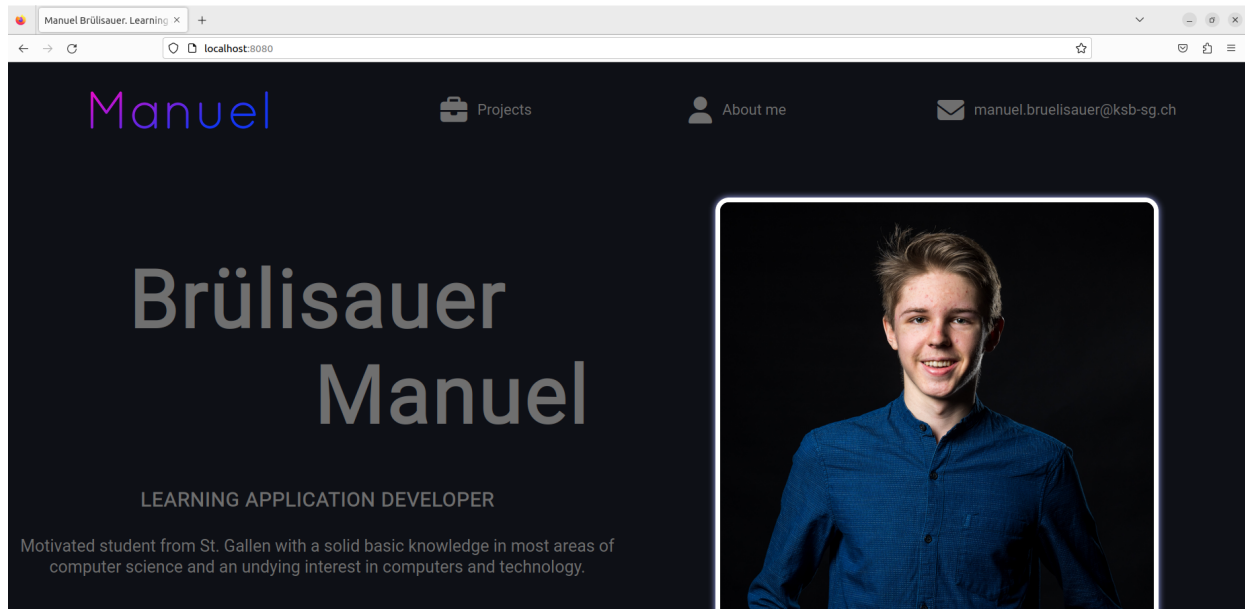 Manuel Brülisauer. Learning
localhost:8080
Manuel
Projects
About me
manuel.bruelisauer@ksb-sg.ch
Brülisauer
Manuel
LEARNING APPLICATION DEVELOPER
Motivated student from St. Gallen with a solid basic knowledge in most areas of
computer science and an undying interest in computers and technology.